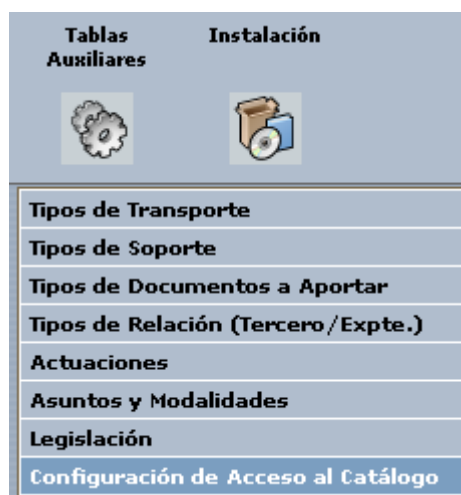 Tablas
Auxiliares
Instalación
Tipos de Transporte
Tipos de Soporte
Tipos de Documentos a Aportar
Tipos de Relación (Tercero/Expte.)
Actuaciones
Asuntos y Modalidades
Legislación
Configuración de Acceso al Catálogo